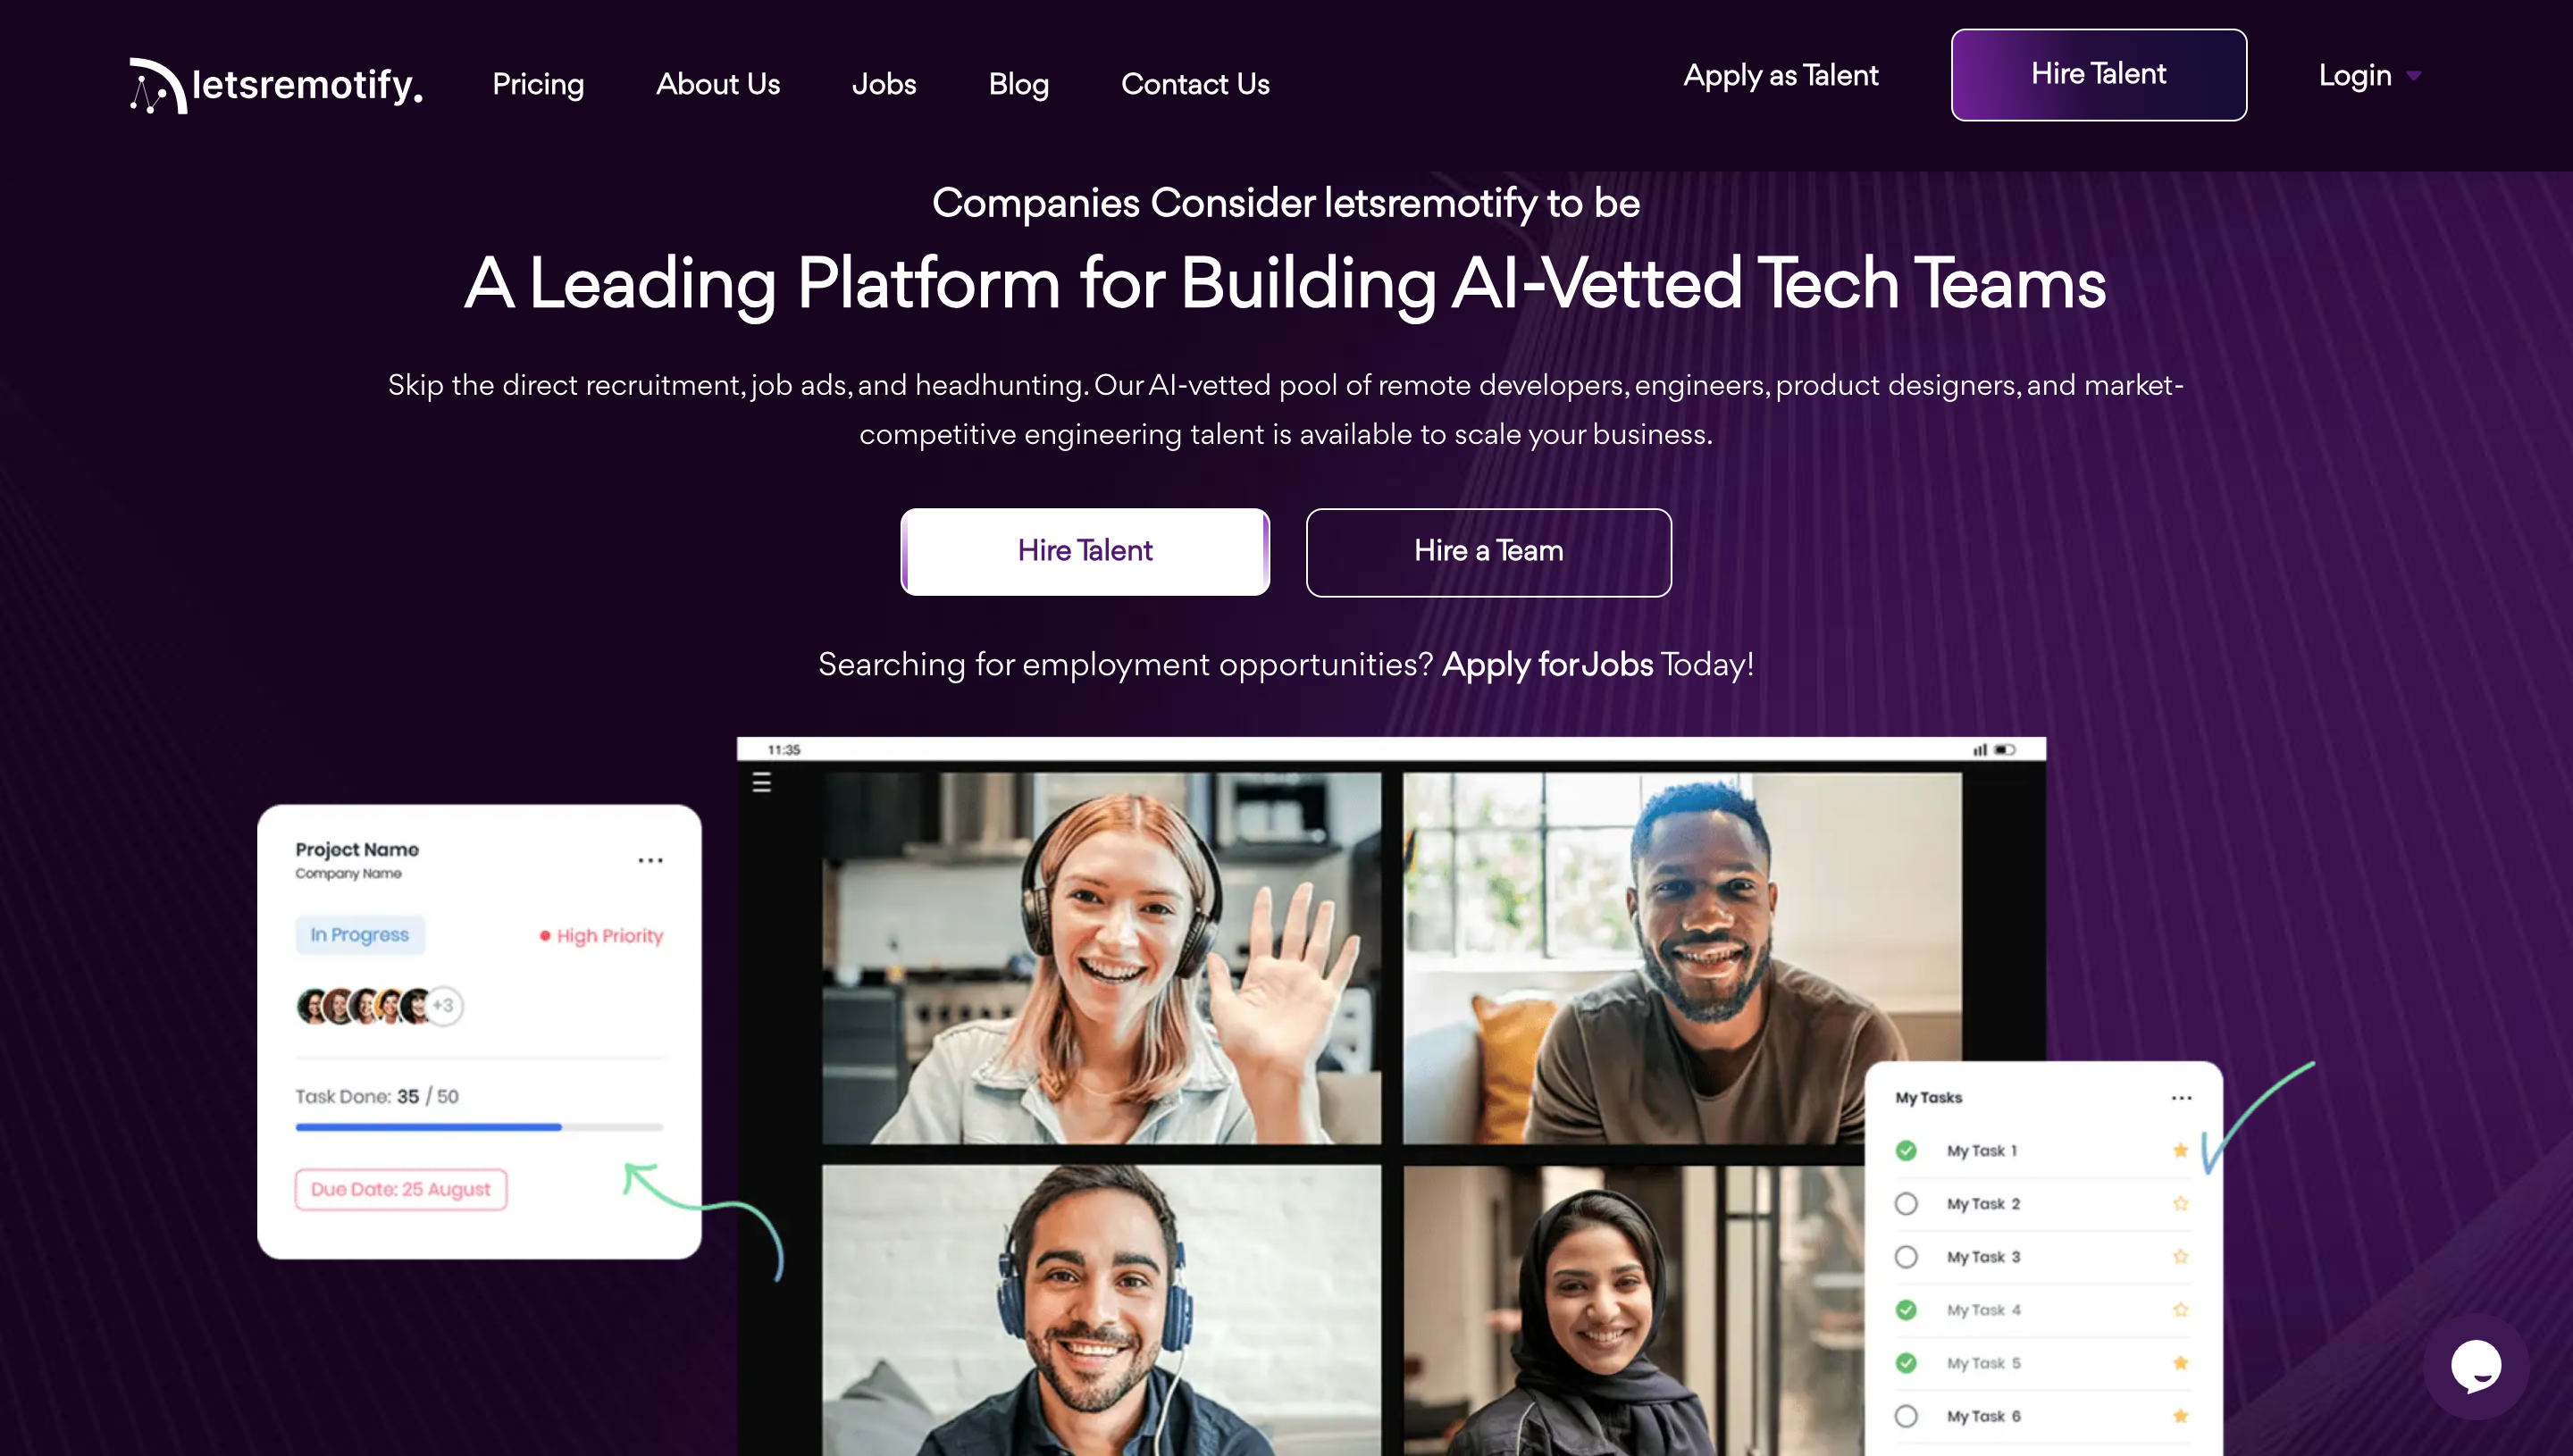 letsremotify.
Pricing
About Us
Jobs
Blog
Contact Us
Apply as Talent
Hire Talent
Login
Companies Consider letsremotify to be
A Leading Platform for Building AI-Vetted Tech Teams
Skip the direct recruitment, job ads, and headhunting. Our AI-vetted pool of remote developers, engineers, product designers, and market-
competitive engineering talent is available to scale your business.
Hire Talent
Hire a Team
Searching for employment opportunities? Apply for Jobs Today!
11:35
Project Name
Company Name
In Progress
High Priority
+3
Task Done: 35 / 50
Due Date: 25 August
My Tasks
My Task 1
My Task 2
My Task 3
My Task 4
My Task 5
My Task 6